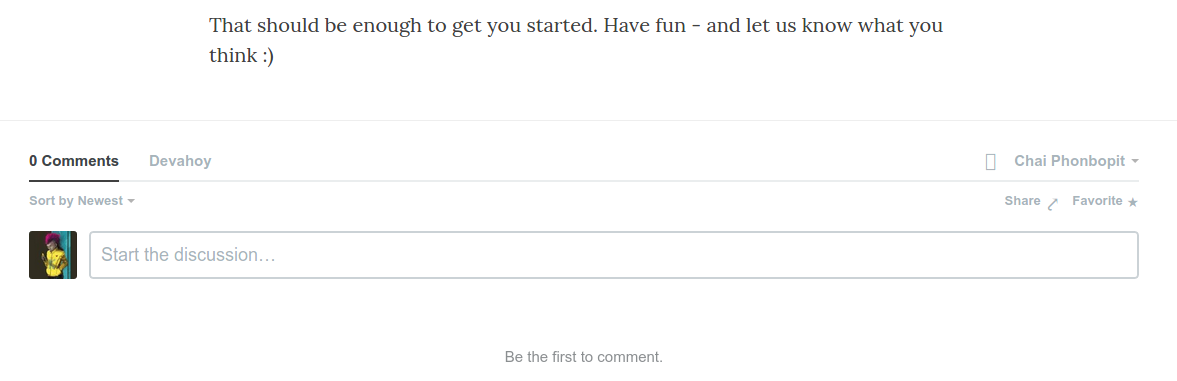 That should be enough to get you started. Have fun - and let us know what you
think :)
0 Comments Devahoy Chai Phonbopit
Sort by Newest Share Favorite
Start the discussion…
Be the first to comment.